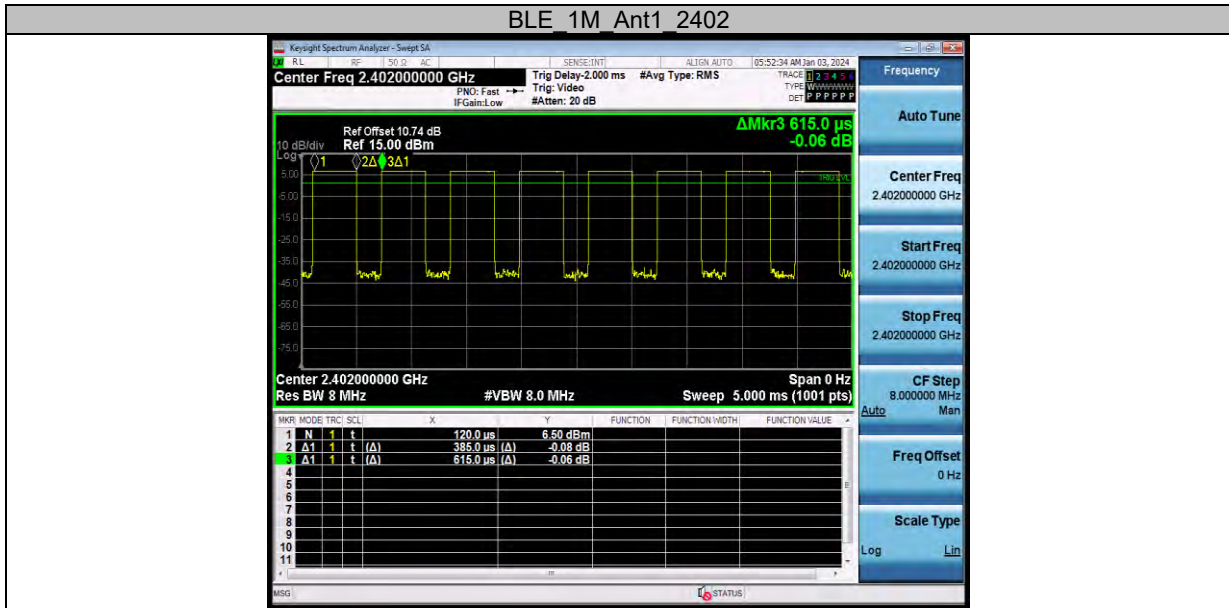 BLE_1M_Ant1_2402
Keysight Spectrum Analyzer - Swept SA
RL RF 50 Ω AC SENSE:INT ALIGN AUTO 05:52:34 AM Jan 03, 2024
Center Freq 2.402000000 GHz Trig Delay-2.000 ms #Avg Type: RMS TRACE 1 2 3 4 5 6
PNO: Fast Trig: Video TYPE W
IFGain:Low #Atten: 20 dB DET P P P P P P
Frequency
Auto Tune
ΔMkr3 615.0 µs
-0.06 dB
Ref Offset 10.74 dB
10 dB/div Ref 15.00 dBm
Log
1 2Δ 3Δ1
5.00
TRIG LVL
-5.00
-15.0
-25.0
-35.0
-45.0
-55.0
-65.0
-75.0
Center 2.402000000 GHz Span 0 Hz
Res BW 8 MHz #VBW 8.0 MHz Sweep 5.000 ms (1001 pts)
MKR MODE TRC SCL X Y FUNCTION FUNCTION WIDTH FUNCTION VALUE
1 N 1 t 120.0 µs 6.50 dBm
2 Δ1 1 t (Δ) 385.0 µs (Δ) -0.08 dB
3 Δ1 1 t (Δ) 615.0 µs (Δ) -0.06 dB
4
5
6
7
8
9
10
11
Center Freq
2.402000000 GHz
Start Freq
2.402000000 GHz
Stop Freq
2.402000000 GHz
CF Step
8.000000 MHz
Auto Man
Freq Offset
0 Hz
Scale Type
Log Lin
MSG STATUS